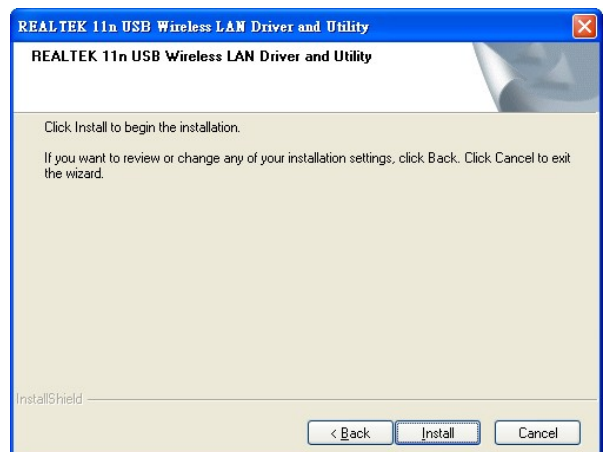 REALTEK 11n USB Wireless LAN Driver and Utility
REALTEK 11n USB Wireless LAN Driver and Utility
Click Install to begin the installation.
If you want to review or change any of your installation settings, click Back. Click Cancel to exit
the wizard.
InstallShield
< Back Install Cancel